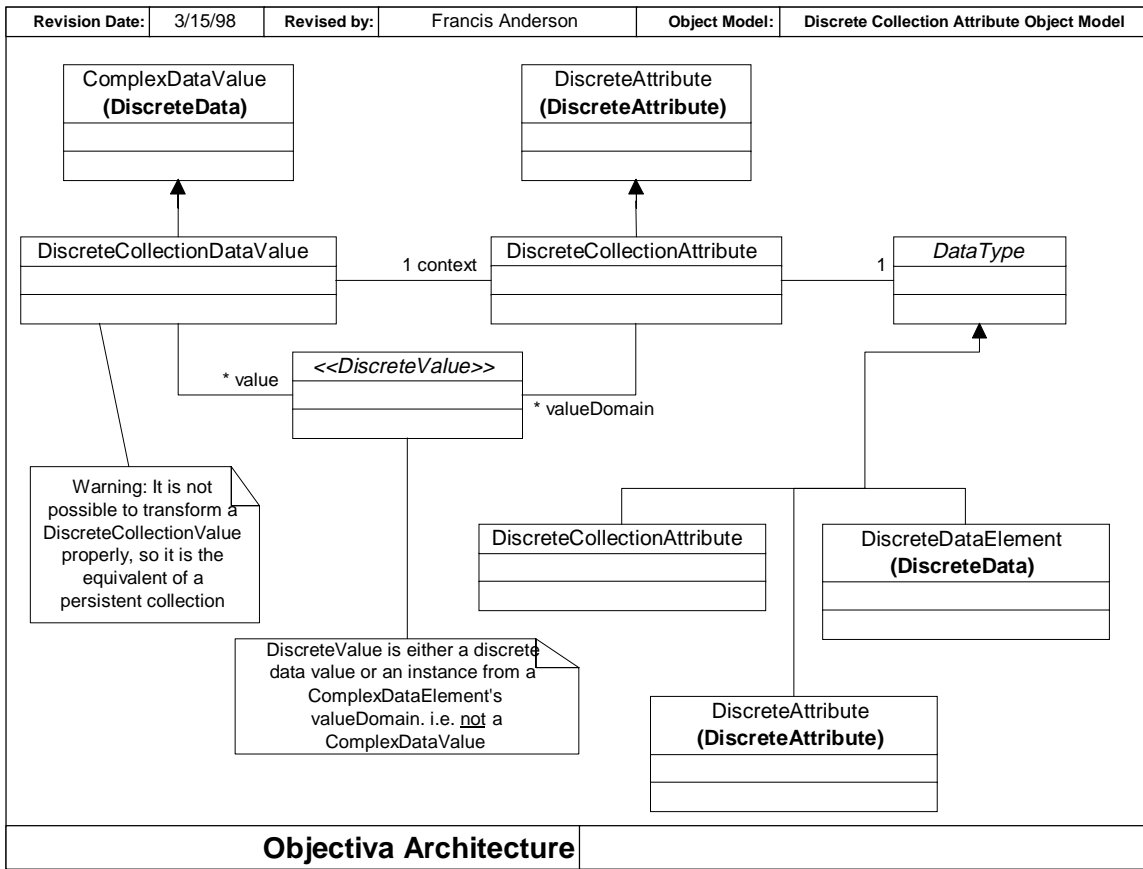 Revision Date: 3/15/98 Revised by: Francis Anderson Object Model: Discrete Collection Attribute Object Model
ComplexDataValue
(DiscreteData)
DiscreteAttribute
(DiscreteAttribute)
DiscreteCollectionDataValue
1 context
DiscreteCollectionAttribute
1
DataType
* value
<<DiscreteValue>>
* valueDomain
Warning: It is not
possible to transform a
DiscreteCollectionValue
properly, so it is the
equivalent of a
persistent collection
DiscreteCollectionAttribute
DiscreteDataElement
(DiscreteData)
DiscreteValue is either a discrete
data value or an instance from a
ComplexDataElement's
valueDomain. i.e. not a
ComplexDataValue
DiscreteAttribute
(DiscreteAttribute)
Objectiva Architecture